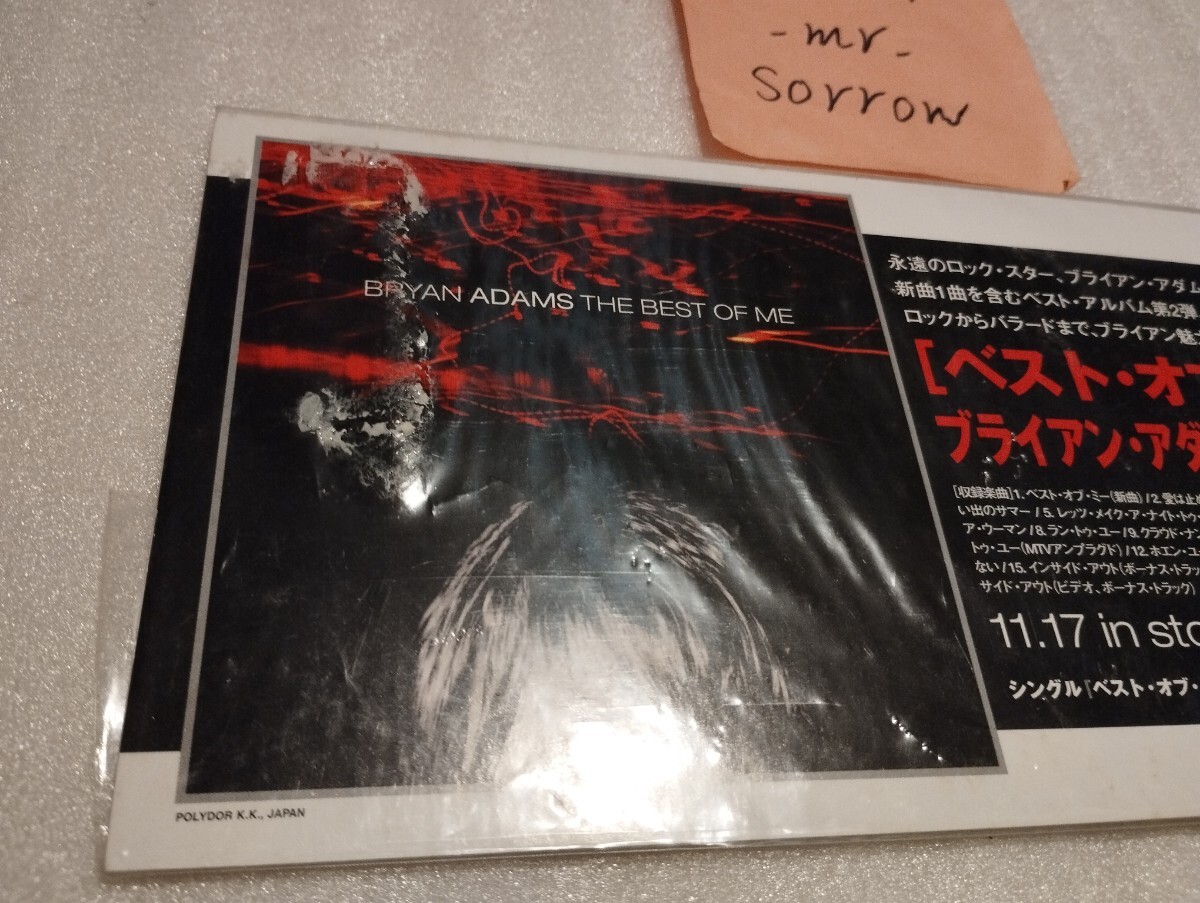 - mr -
sorrow
BRYAN ADAMS THE BEST OF ME
永遠のロック・スター、ブライアン・アダム
新曲1曲を含むベスト・アルバム第2弾
ロックからバラードまで、ブライアン魅
[ベスト・オブ
ブライアン・アダ
[収録楽曲]1. ベスト・オブ・ミー(新曲) / 2. 愛は止
い出のサマー / 5. レッツ・メイク・ア・ナイト・トゥ
ア・ウーマン / 8. ラン・トゥ・ユー / 9. クラウド・ナ
トゥ・ユー(MTVアンプラグド) / 12. ホエン・ユー
ない / 15. インサイド・アウト(ボーナス・トラッ
サイド・アウト(ビデオ、ボーナス・トラック)
11.17 in sto
シングル「ベスト・オブ・
POLYDOR K.K., JAPAN